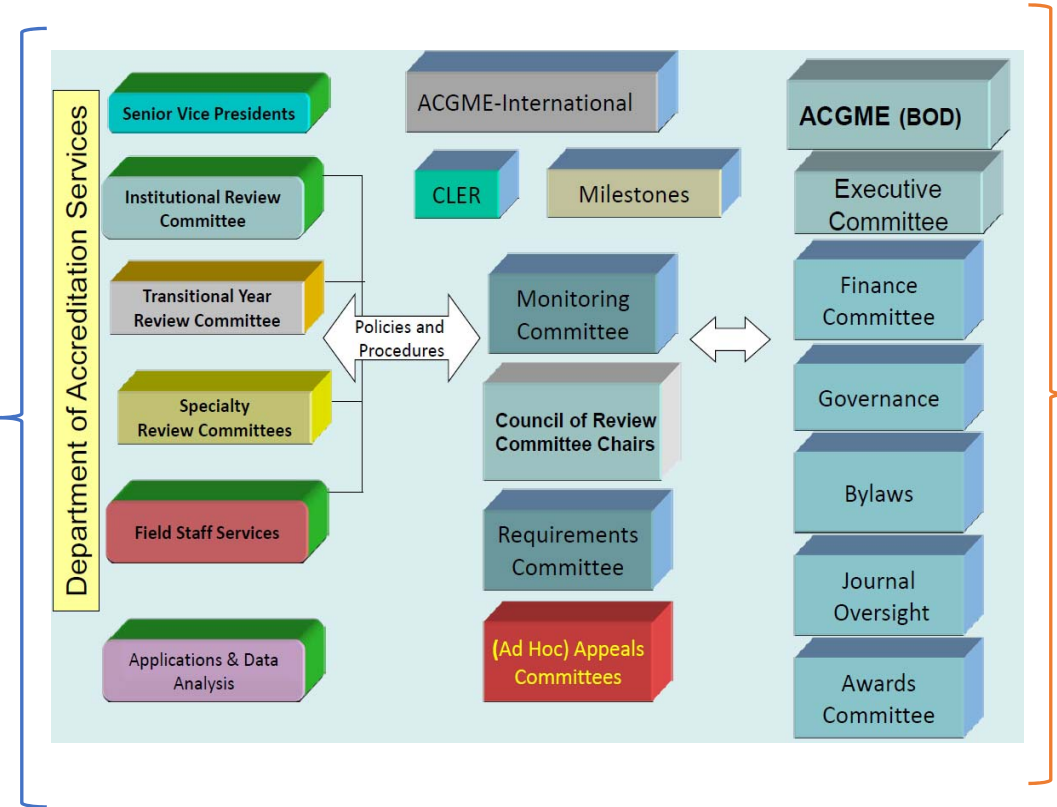 Department of Accreditation Services
Senior Vice Presidents
Institutional Review
Committee
Transitional Year
Review Committee
Specialty
Review Committees
Field Staff Services
Applications & Data
Analysis
Policies and
Procedures
ACGME-International
CLER
Milestones
Monitoring
Committee
Council of Review
Committee Chairs
Requirements
Committee
(Ad Hoc) Appeals
Committees
ACGME (BOD)
Executive
Committee
Finance
Committee
Governance
Bylaws
Journal
Oversight
Awards
Committee